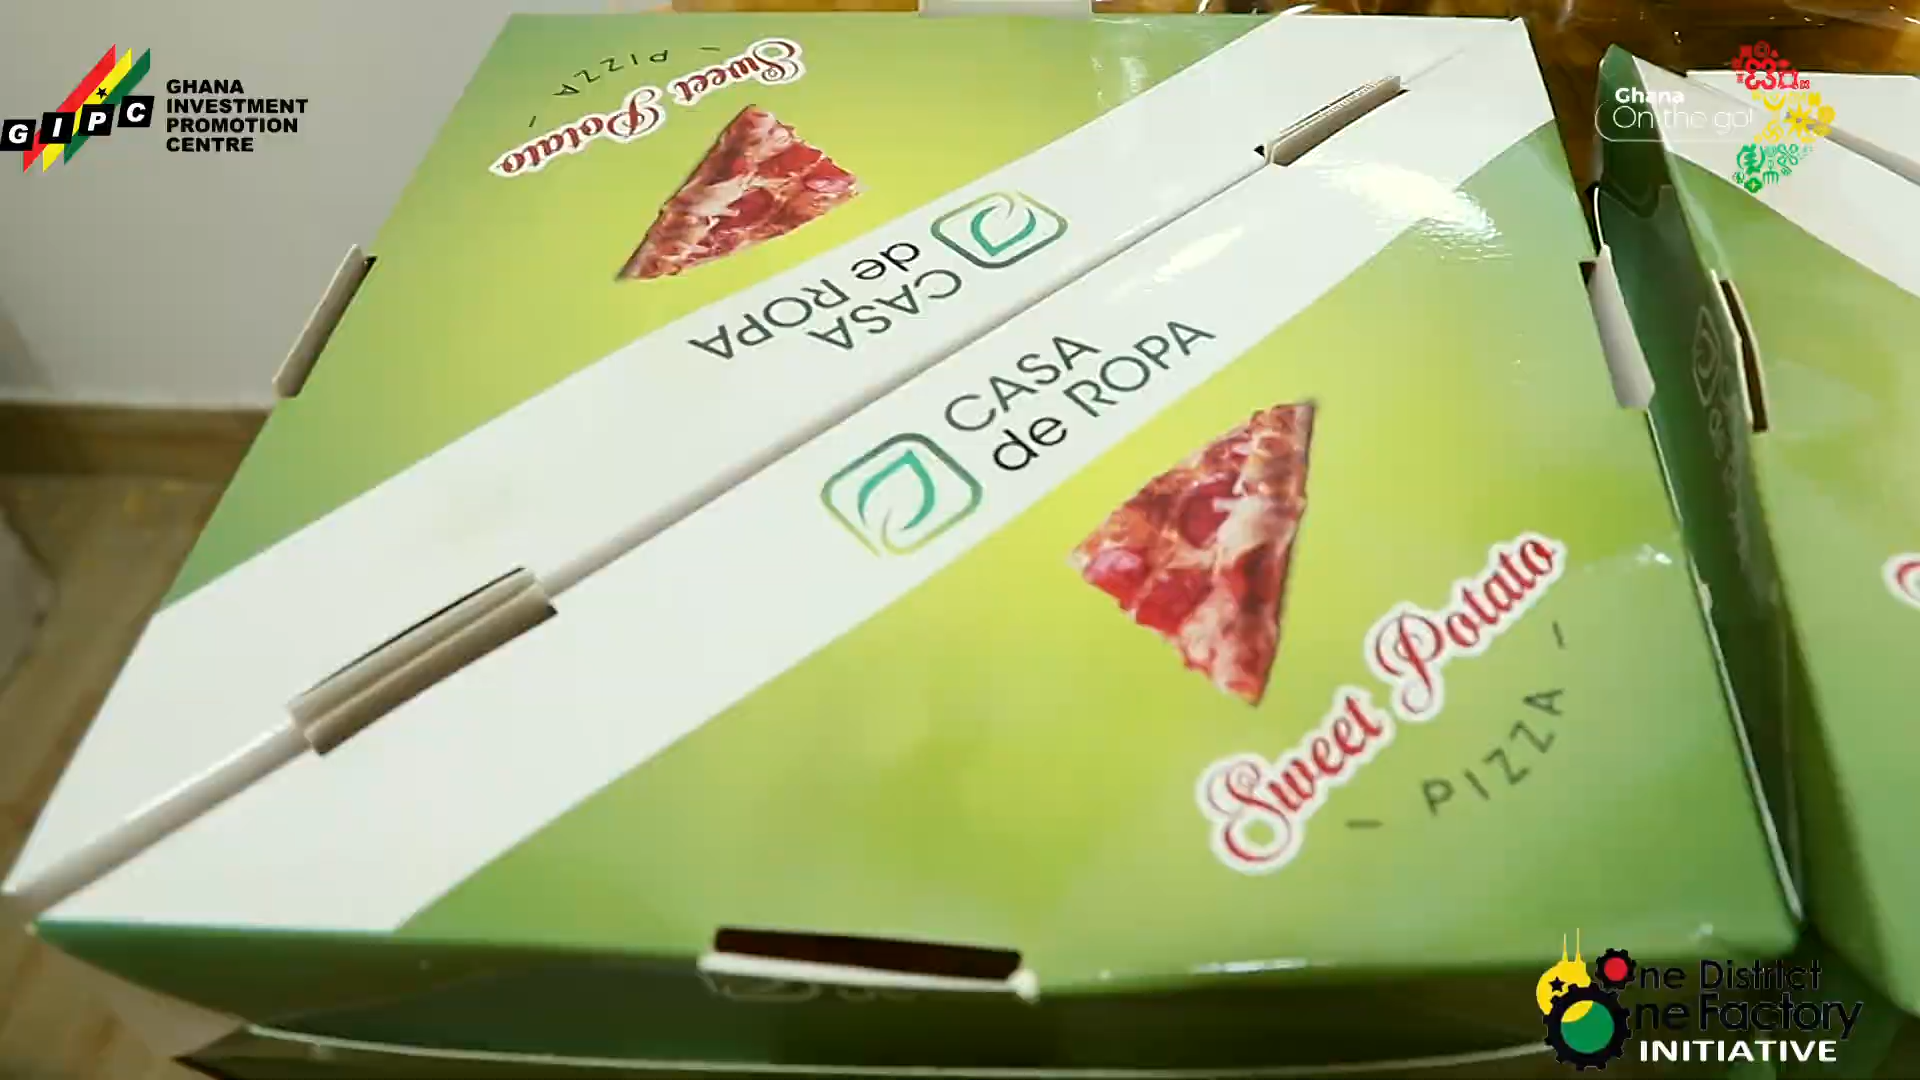 GIPC
GHANA
INVESTMENT
PROMOTION
CENTRE
Ghana
On the go!
Sweet Potato
- PIZZA -
CASA
de ROPA
CASA
de ROPA
Sweet Potato
- PIZZA -
One District
One Factory
INITIATIVE